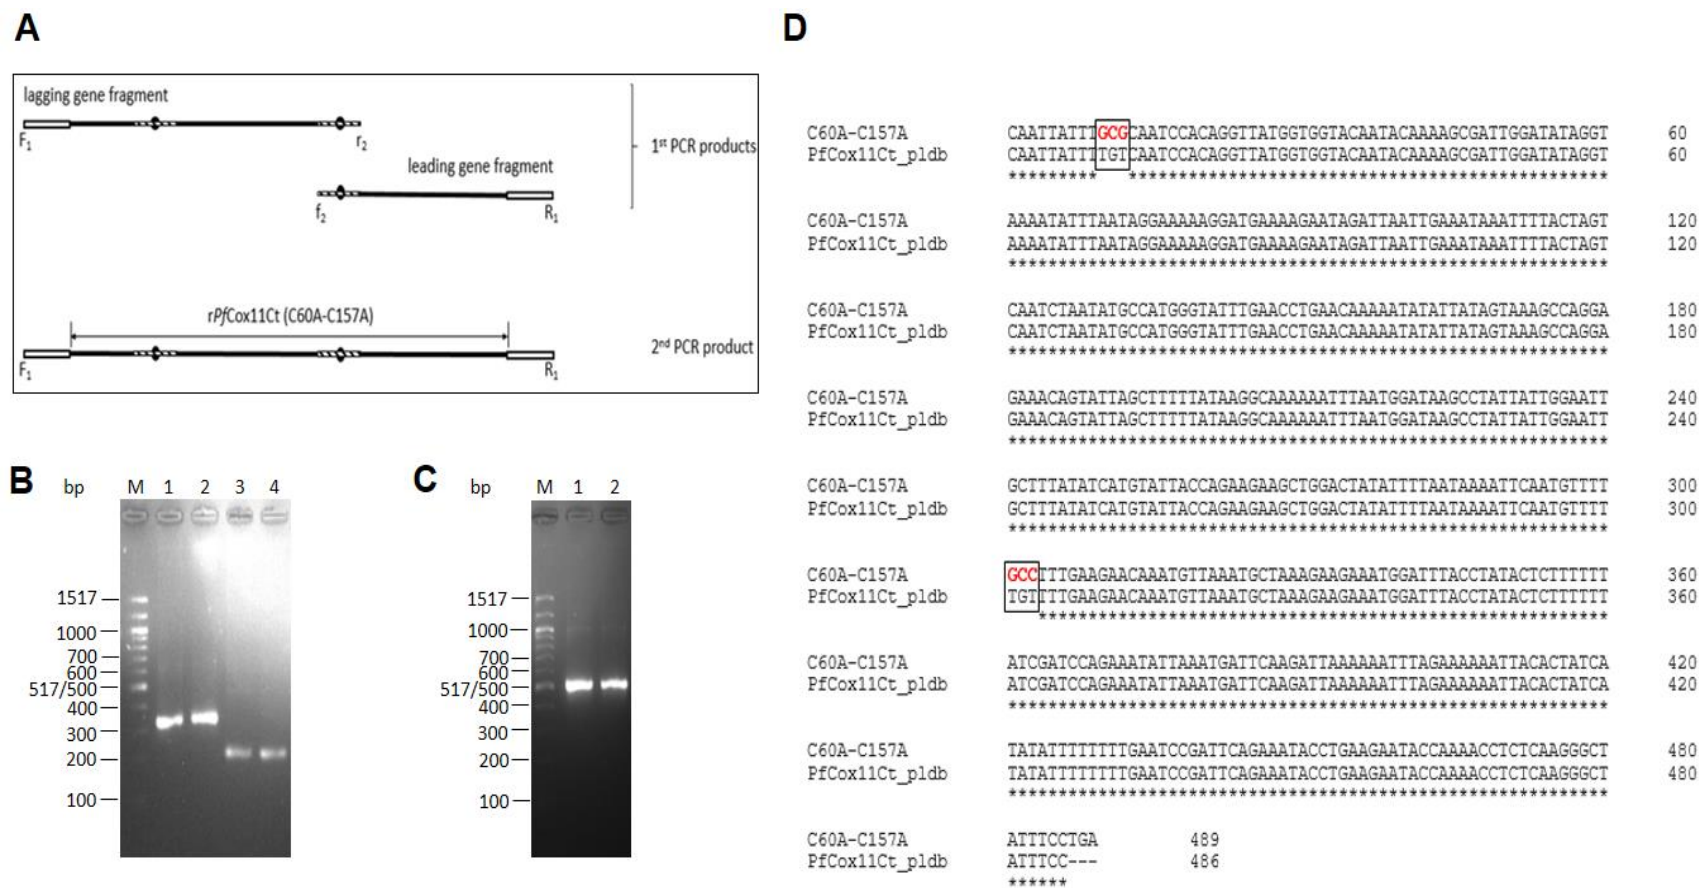 A
lagging gene fragment
F1
r2
1st PCR products
leading gene fragment
f2
R1
rPfCox11Ct (C60A-C157A)
2nd PCR product
F1
R1
B
bp M 1 2 3 4
1517
1000
700
600
517/500
400
300
200
100
C
bp M 1 2
1517
1000
700
600
517/500
400
300
200
100
D
C60A-C157A CAATTATTTGCGCAATCCACAGGTTATGGTGGTACAATACAAAAGCGATTGGATATAGGT 60
PfCox11Ct_pldb CAATTATTTTGTCAATCCACAGGTTATGGTGGTACAATACAAAAGCGATTGGATATAGGT 60
********* ************************************************
C60A-C157A AAAATATTTAATAGGAAAAAGGATGAAAAGAATAGATTAATTGAAATAAATTTTACTAGT 120
PfCox11Ct_pldb AAAATATTTAATAGGAAAAAGGATGAAAAGAATAGATTAATTGAAATAAATTTTACTAGT 120
************************************************************
C60A-C157A CAATCTAATATGCCATGGGTATTTGAACCTGAACAAAAATATATTATAGTAAAGCCAGGA 180
PfCox11Ct_pldb CAATCTAATATGCCATGGGTATTTGAACCTGAACAAAAATATATTATAGTAAAGCCAGGA 180
************************************************************
C60A-C157A GAAACAGTATTAGCTTTTTATAAGGCAAAAAATTTAATGGATAAGCCTATTATTGGAATT 240
PfCox11Ct_pldb GAAACAGTATTAGCTTTTTATAAGGCAAAAAATTTAATGGATAAGCCTATTATTGGAATT 240
************************************************************
C60A-C157A GCTTTATATCATGTATTACCAGAAGAAGCTGGACTATATTTTAATAAAATTCAATGTTTT 300
PfCox11Ct_pldb GCTTTATATCATGTATTACCAGAAGAAGCTGGACTATATTTTAATAAAATTCAATGTTTT 300
************************************************************
C60A-C157A GCCTTTGAAGAACAAATGTTAAATGCTAAAGAAGAAATGGATTTACCTATACTCTTTTTT 360
PfCox11Ct_pldb TGTTTTGAAGAACAAATGTTAAATGCTAAAGAAGAAATGGATTTACCTATACTCTTTTTT 360
*********************************************************
C60A-C157A ATCGATCCAGAAATATTAAATGATTCAAGATTAAAAAATTTAGAAAAAATTACACTATCA 420
PfCox11Ct_pldb ATCGATCCAGAAATATTAAATGATTCAAGATTAAAAAATTTAGAAAAAATTACACTATCA 420
************************************************************
C60A-C157A TATATTTTTTTTGAATCCGATTCAGAAATACCTGAAGAATACCAAAACCTCTCAAGGGCT 480
PfCox11Ct_pldb TATATTTTTTTTGAATCCGATTCAGAAATACCTGAAGAATACCAAAACCTCTCAAGGGCT 480
************************************************************
C60A-C157A ATTTCCTGA 489
PfCox11Ct_pldb ATTTCC--- 486
******